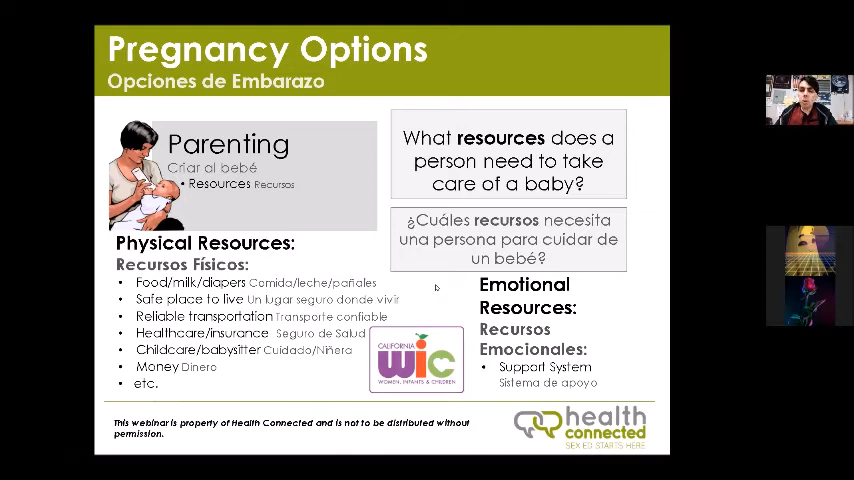 Pregnancy Options
Opciones de Embarazo
Parenting
Criar al bebé
• Resources Recursos
What resources does a
person need to take
care of a baby?
¿Cuáles recursos necesita
una persona para cuidar de
un bebé?
Physical Resources:
Recursos Físicos:
• Food/milk/diapers Comida/leche/pañales
• Safe place to live Un lugar seguro donde vivir
• Reliable transportation Transporte confiable
• Healthcare/insurance Seguro de Salud
• Childcare/babysitter Cuidado/Niñera
• Money Dinero
• etc.
CALIFORNIA
wic
WOMEN, INFANTS & CHILDREN
Emotional
Resources:
Recursos
Emocionales:
• Support System
Sistema de apoyo
This webinar is property of Health Connected and is not to be distributed without
permission.
health
connected
SEX ED STARTS HERE